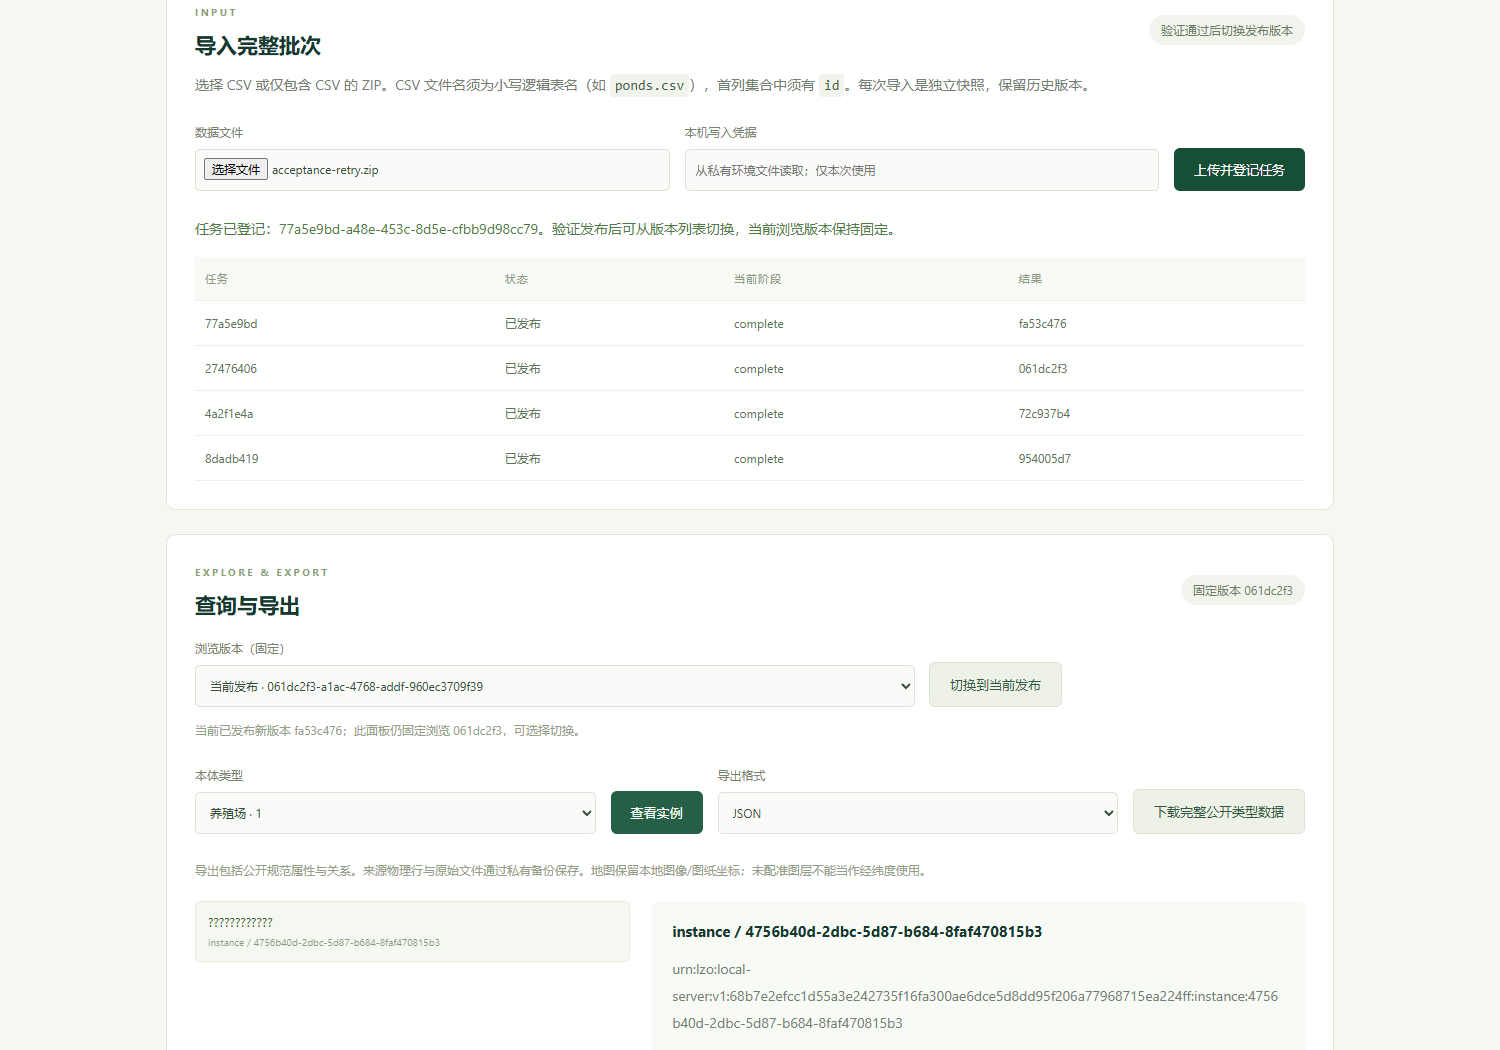 INPUT
导入完整批次
验证通过后切换发布版本
选择 CSV 或仅包含 CSV 的 ZIP。CSV 文件名须为小写逻辑表名（如 ponds.csv），首列集合中须有 id。每次导入是独立快照，保留历史版本。
数据文件
本机写入凭据
选择文件 acceptance-retry.zip
从私有环境文件读取；仅本次使用
上传并登记任务
任务已登记：77a5e9bd-a48e-453c-8d5e-cfbb9d98cc79。验证发布后可从版本列表切换，当前浏览版本保持固定。
任务 状态 当前阶段 结果
77a5e9bd 已发布 complete fa53c476
27476406 已发布 complete 061dc2f3
4a2f1e4a 已发布 complete 72c937b4
8dadb419 已发布 complete 954005d7
EXPLORE & EXPORT
查询与导出
固定版本 061dc2f3
浏览版本（固定）
当前发布 · 061dc2f3-a1ac-4768-addf-960ec3709f39
切换到当前发布
当前已发布新版本 fa53c476；此面板仍固定浏览 061dc2f3，可选择切换。
本体类型
导出格式
养殖场 · 1
查看实例
JSON
下载完整公开类型数据
导出包括公开规范属性与关系。来源物理行与原始文件通过私有备份保存。地图保留本地图像/图纸坐标；未配准图层不能当作经纬度使用。
????????????
instance / 4756b40d-2dbc-5d87-b684-8faf470815b3
instance / 4756b40d-2dbc-5d87-b684-8faf470815b3
urn:lzo:local-
server:v1:68b7e2efcc1d55a3e242735f16fa300ae6dce5d8dd95f206a77968715ea224ff:instance:4756
b40d-2dbc-5d87-b684-8faf470815b3